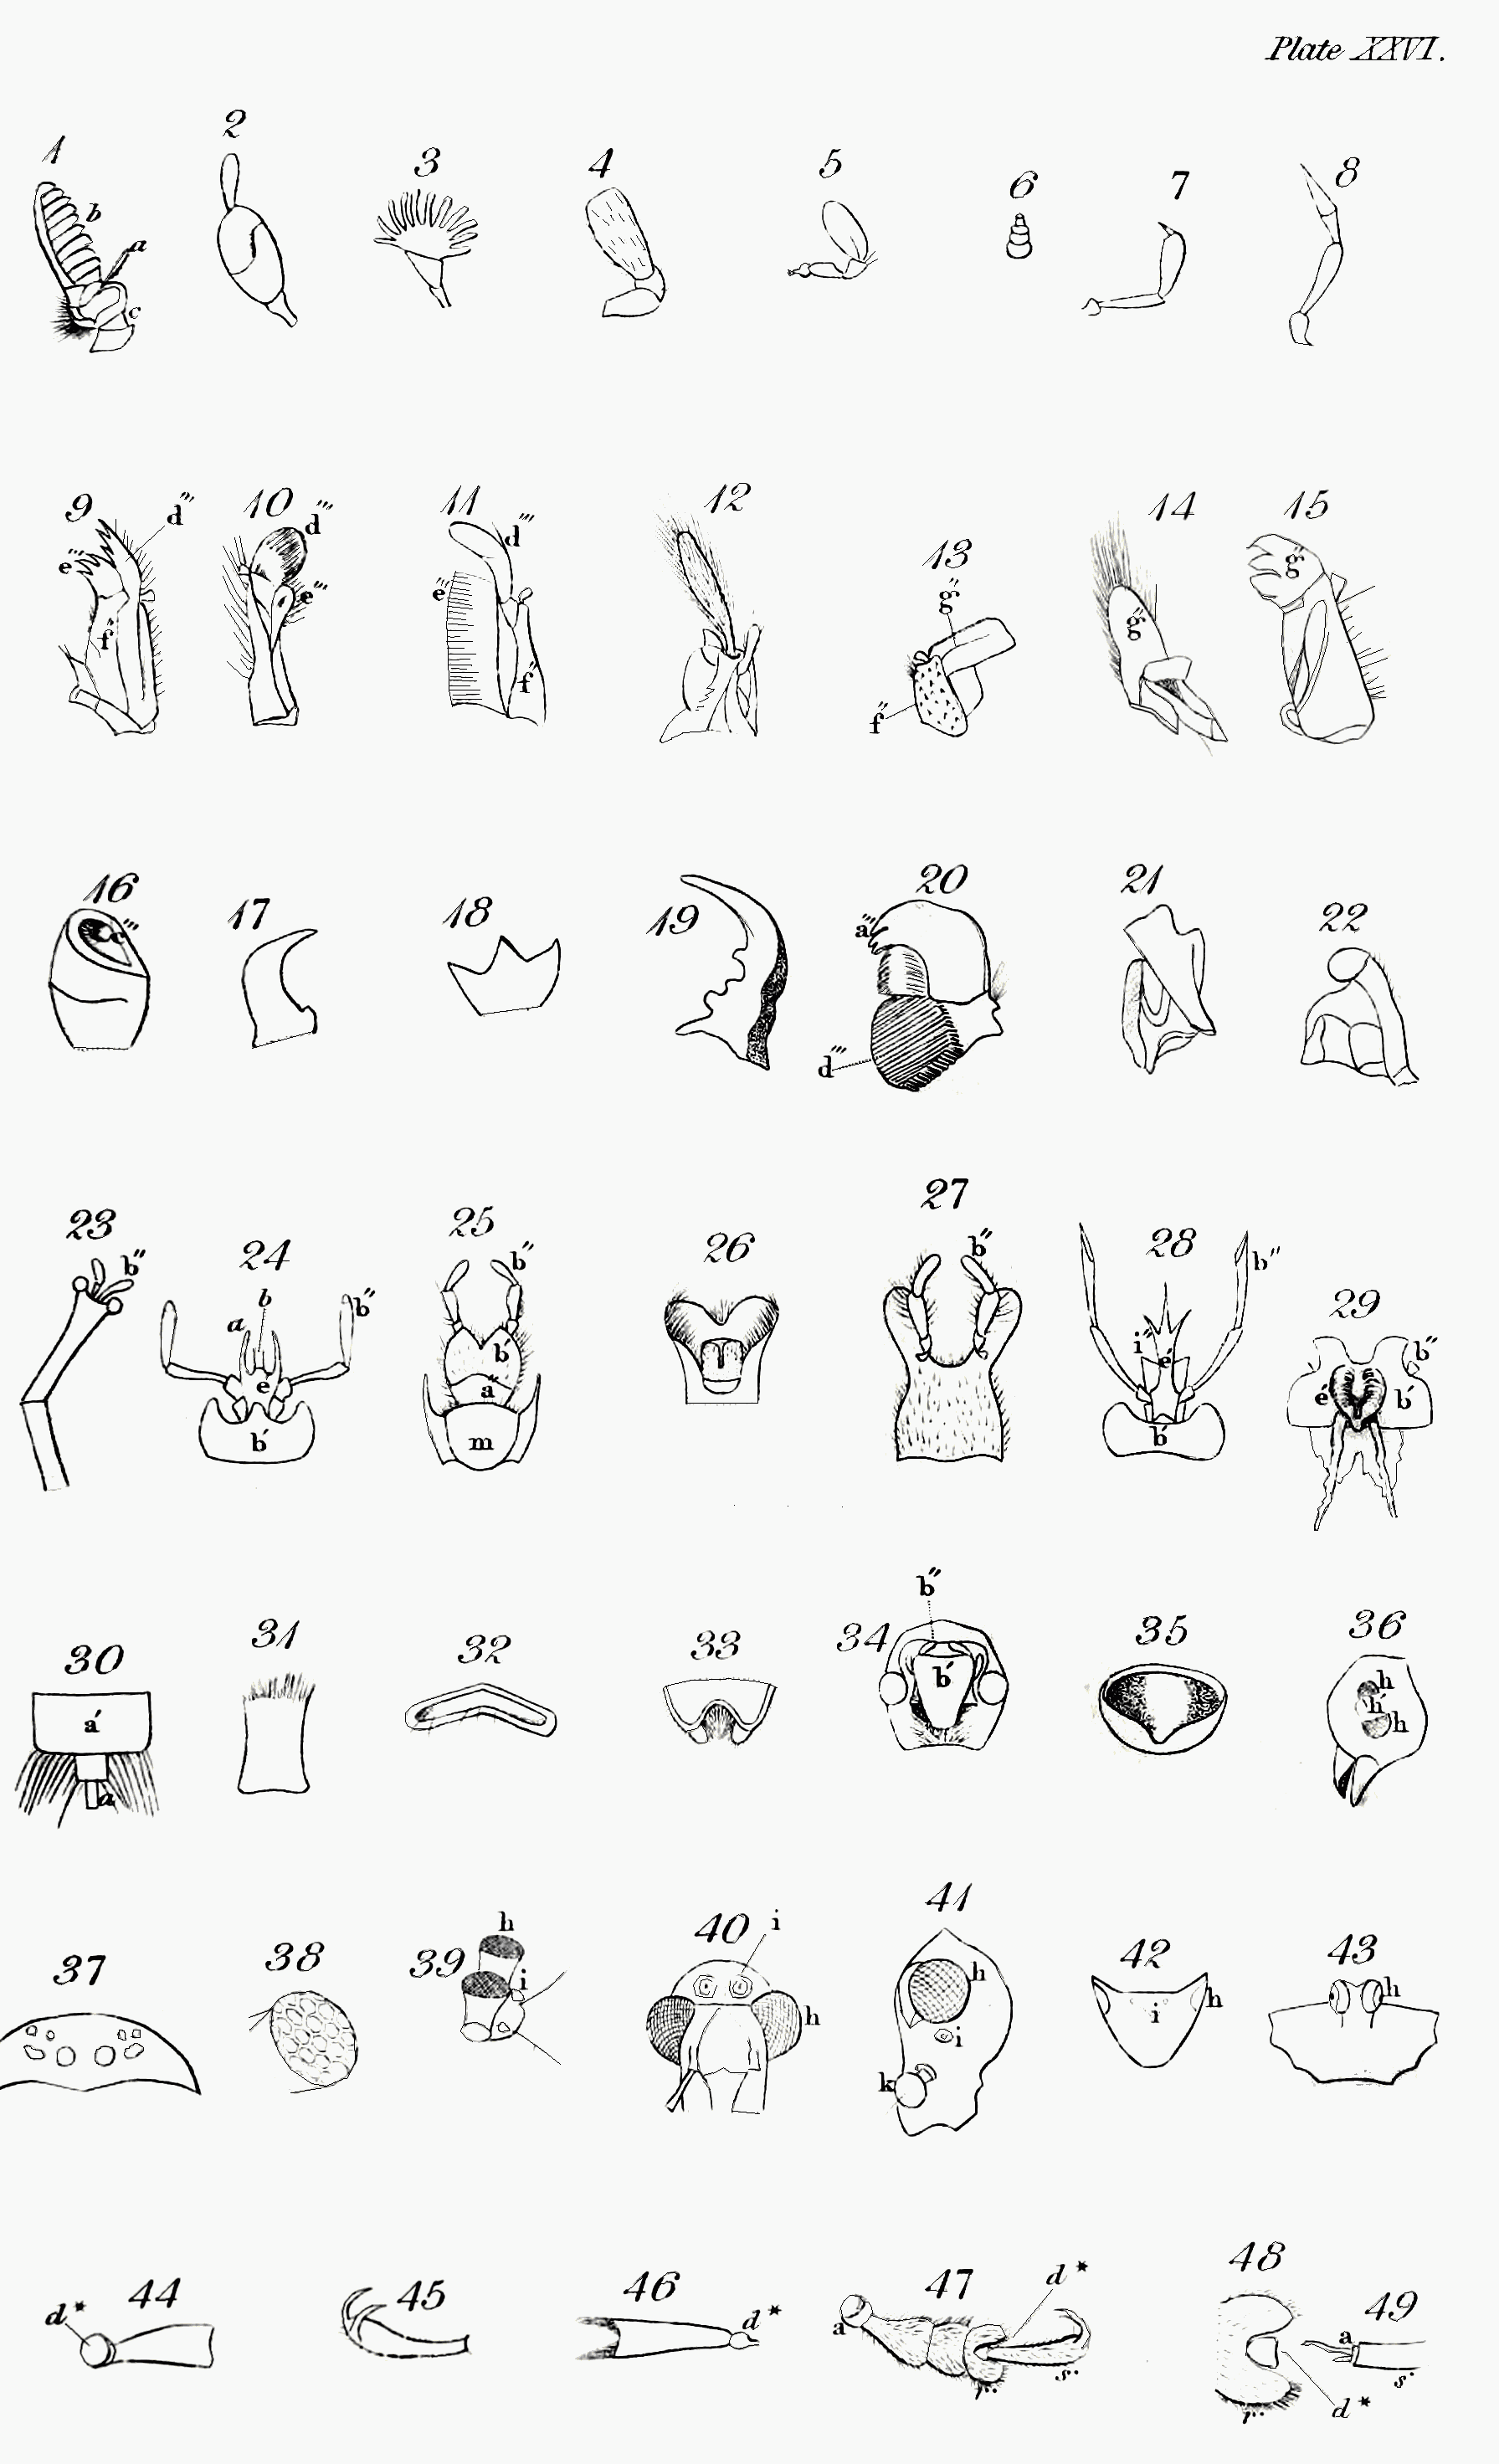 Plate XXVI.
1 2 3 4 5 6 7 8
b
a
c
9 10 11 12 13 14 15
d''' d''' d'''
e''' e''' e'''
g''
g'' g''
f'' f'' f''
16 17 18 19 20 21 22
c'''
a'''
d'''
23 24 25 26 27 28 29
b'' b'' b'' b'' b'' b''
a b
e
b'
b'
a'
m
i'' e'
b'
e' b'
30 31 32 33 34 35 36
a'
a
b''
b'
h
h'
h
37 38 39 40 41 42 43
h
i
i
h
h
i
k
i h
h
44 45 46 47 48 49
d* d* d*
a r·· s·
r·· d*
a s·